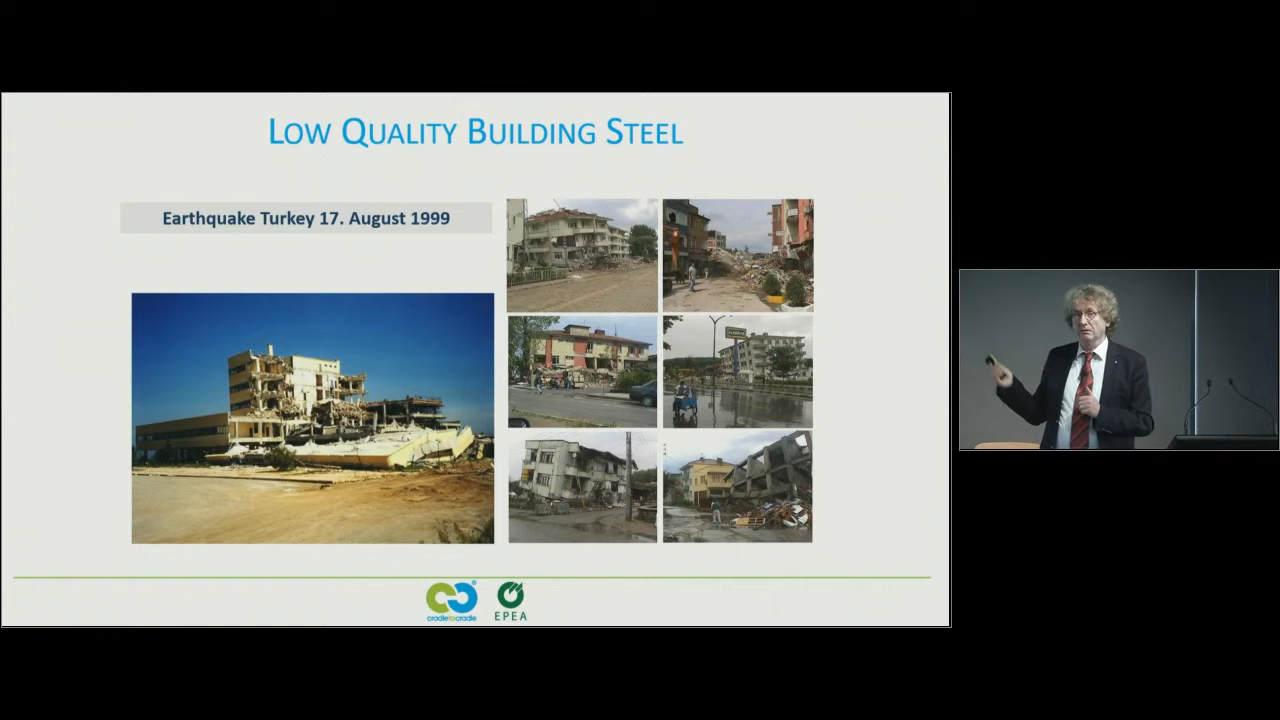 LOW QUALITY BUILDING STEEL
Earthquake Turkey 17. August 1999
cradletocradle
EPEA